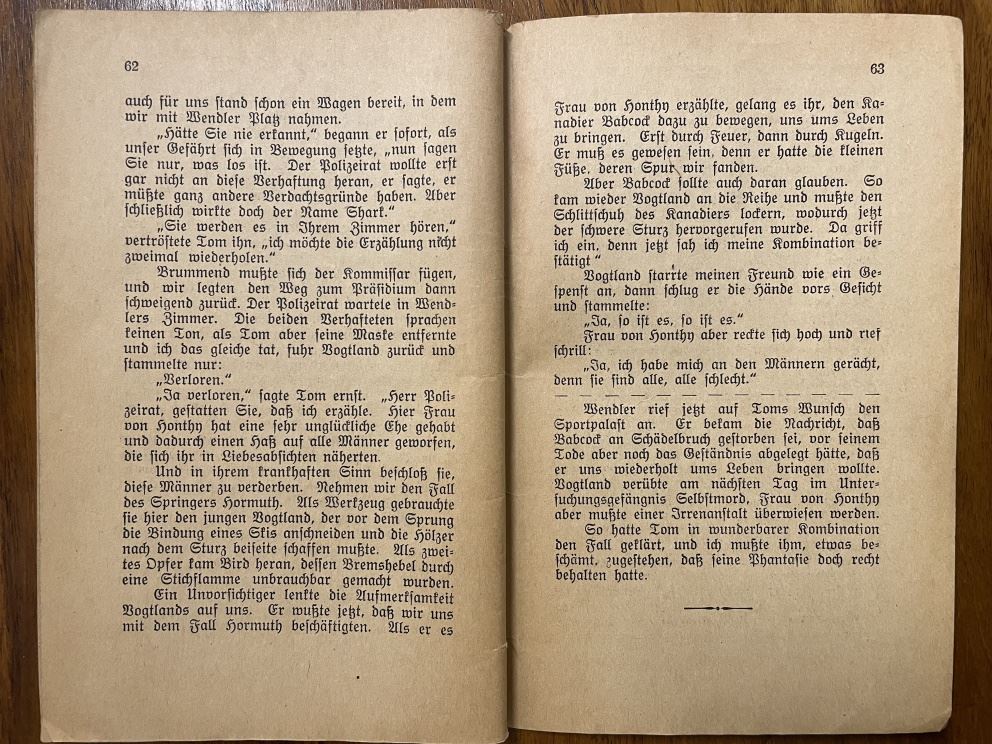 62
auch für uns stand schon ein Wagen bereit, in dem
wir mit Wendler Platz nahmen.
„Hätte Sie nie erkannt,“ begann er sofort, als
unser Gefährt sich in Bewegung setzte, „nun sagen
Sie nur, was los ist. Der Polizeirat wollte erst
gar nicht an diese Verhaftung heran, er sagte, er
müßte ganz andere Verdachtsgründe haben. Aber
schließlich wirkte doch der Name Shark.“
„Sie werden es in Ihrem Zimmer hören,“
vertröstete Tom ihn, „ich möchte die Erzählung nicht
zweimal wiederholen.“
Brummend mußte sich der Kommissar fügen,
und wir legten den Weg zum Präsidium dann
schweigend zurück. Der Polizeirat wartele in Wend-
lers Zimmer. Die beiden Verhafteten sprachen
keinen Ton, als Tom aber seine Maske entfernte
und ich das gleiche tat, fuhr Vogtland zurück und
stammelte nur:
„Verloren.“
„Ja verloren,“ sagte Tom ernst. „Herr Poli-
zeirat, gestatten Sie, daß ich erzähle. Hier Frau
von Honthy hat eine sehr unglückliche Ehe gehabt
und dadurch einen Haß auf alle Männer geworfen,
die sich ihr in Liebesabsichten näherten.
Und in ihrem krankhaften Sinn beschloß sie,
diese Männer zu verderben. Nehmen wir den Fall
des Springers Hormuth. Als Werkzeug gebrauchte
sie hier den jungen Vogtland, der vor dem Sprung
die Bindung eines Skis anschneiden und die Hölzer
nach dem Sturz beiseite schaffen mußte. Als zwei-
tes Opfer kam Bird heran, dessen Bremshebel durch
eine Stichflamme unbrauchbar gemacht wurden.
Ein Unvorsichtiger lenkte die Aufmerksamkeit
Vogtlands auf uns. Er wußte jetzt, daß wir uns
mit dem Fall Hormuth beschäftigten. Als er es
63
Frau von Honthy erzählte, gelang es ihr, den Ka-
nadier Babcock dazu zu bewegen, uns ums Leben
zu bringen. Erst durch Feuer, dann durch Kugeln.
Er muß es gewesen sein, denn er hatte die kleinen
Füße, deren Spur wir fanden.
Aber Babcock sollte auch daran glauben. So
kam wieder Vogtland an die Reihe und mußte den
Schlittschuh des Kanadiers lockern, wodurch jetzt
der schwere Sturz hervorgerufen wurde. Da griff
ich ein, denn jetzt sah ich meine Kombination be-
stätigt “
Vogtland starrte meinen Freund wie ein Ge-
spenst an, dann schlug er die Hände vors Gesicht
und stammelte:
„Ja, so ist es, so ist es.“
Frau von Honthy aber reckte sich hoch und rief
schrill:
„Ja, ich habe mich an den Männern gerächt,
denn sie sind alle, alle schlecht.“
Wendler rief jetzt auf Toms Wunsch den
Sportpalast an. Er bekam die Nachricht, daß
Babcock an Schädelbruch gestorben sei, vor seinem
Tode aber noch das Geständnis abgelegt hätte, daß
er uns wiederholt ums Leben bringen wollte.
Vogtland verübte am nächsten Tag im Unter-
suchungsgefängnis Selbstmord, Frau von Honthy
aber mußte einer Irrenanstalt überwiesen werden.
So hatte Tom in wunderbarer Kombination
den Fall geklärt, und ich mußte ihm, etwas be-
schämt, zugestehen, daß seine Phantasie doch recht
behalten hatte.